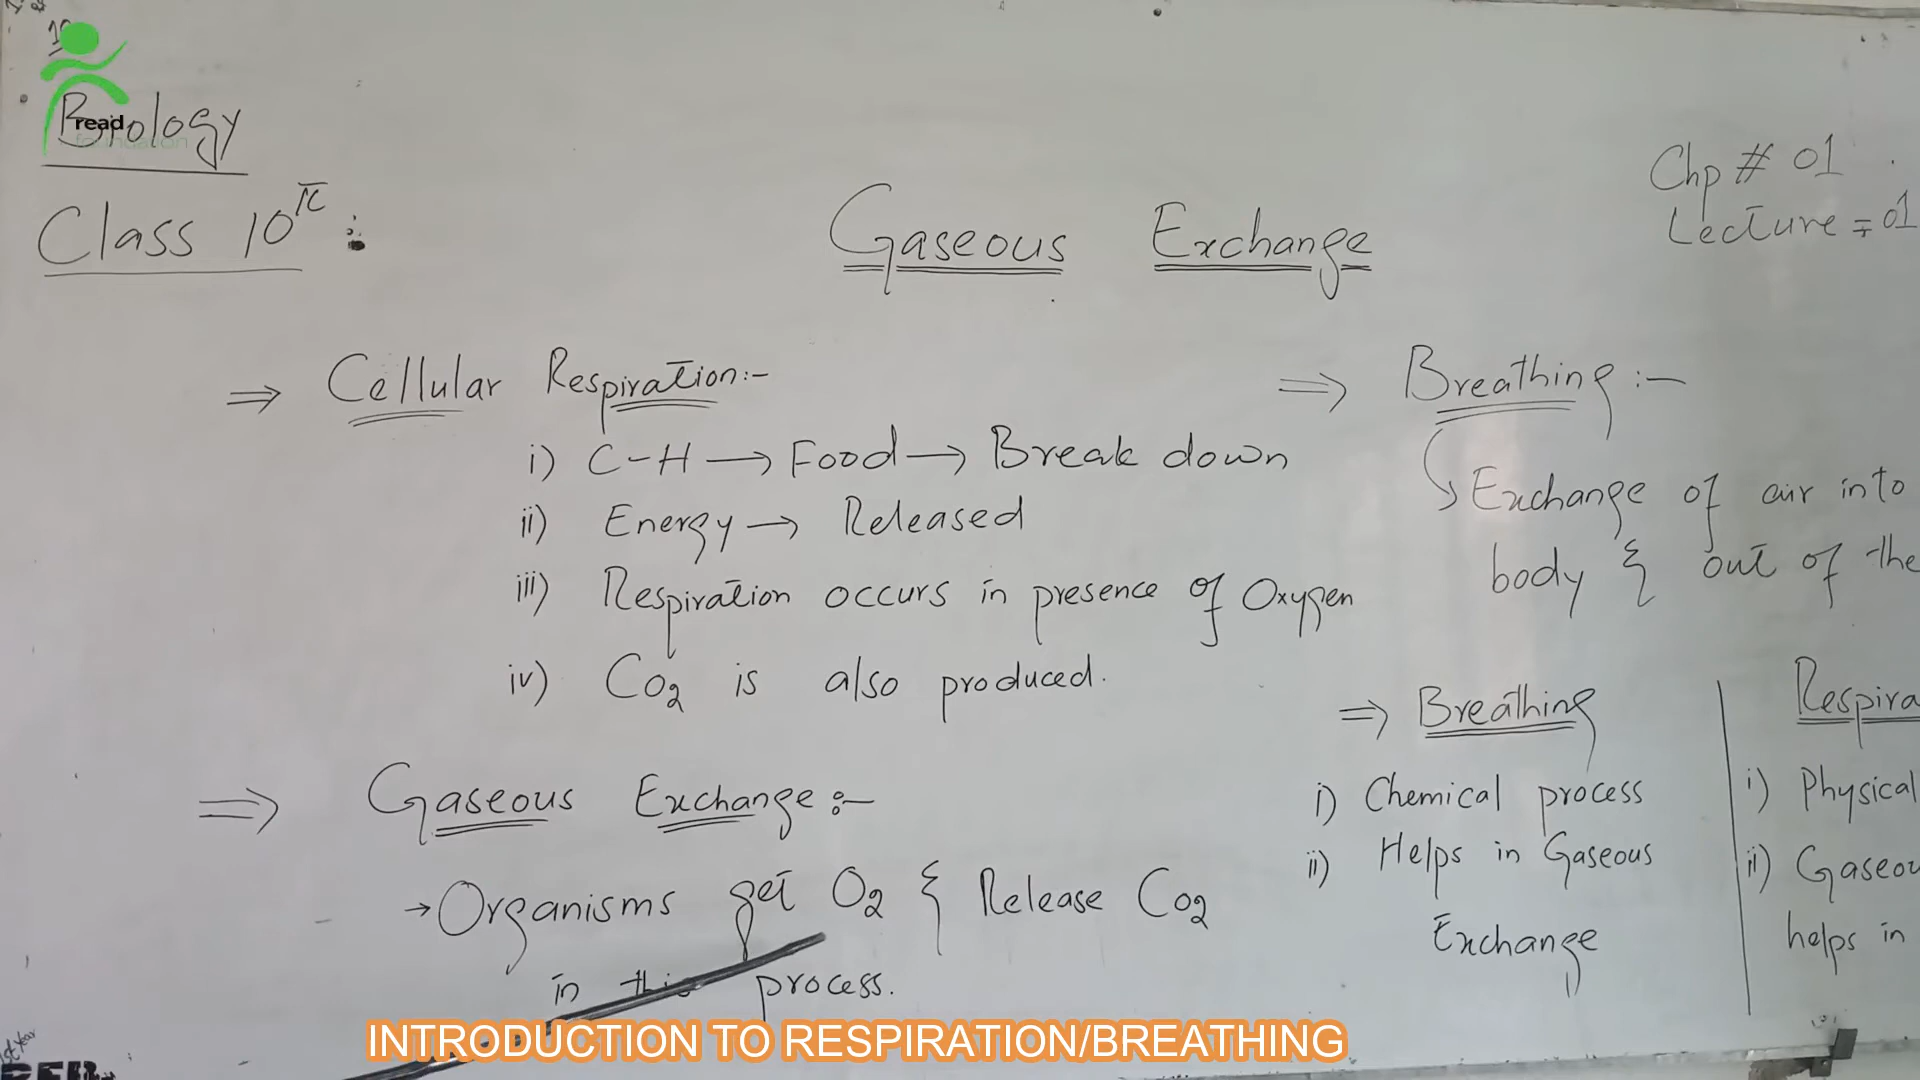 read
foundation
Biology
Class 10th :
Gaseous Exchange
Chp # 01
Lecture = 01
⇒ Cellular Respiration:-
i) C-H → Food → Break down
ii) Energy → Released
iii) Respiration occurs in presence of Oxygen
iv) CO2 is also produced.
⇒ Gaseous Exchange :-
→ Organisms get O2 & Release CO2
in this process.
⇒ Breathing :-
Exchange of air into
body & out of the
⇒ Breathing
i) Chemical process
ii) Helps in Gaseous
Exchange
Respira
i) Physical
ii) Gaseou
helps in
INTRODUCTION TO RESPIRATION/BREATHING